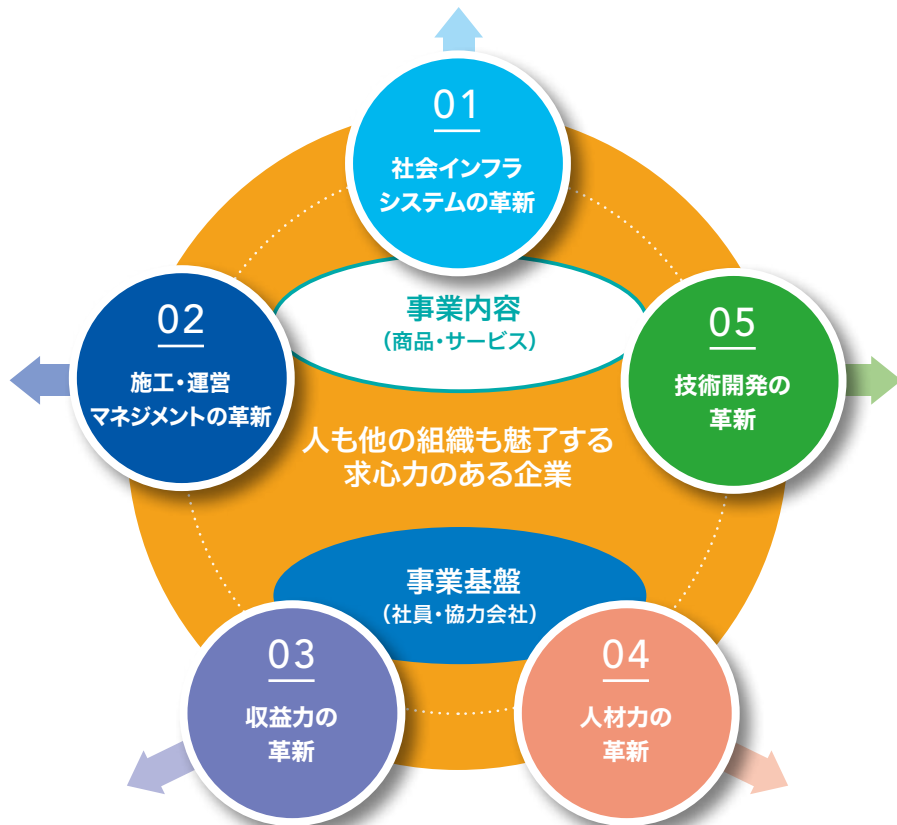 01
社会インフラ
システムの革新
事業内容
(商品・サービス)
02
施工・運営
マネジメントの革新
05
技術開発の
革新
人も他の組織も魅了する
求心力のある企業
事業基盤
(社員・協力会社)
03
収益力の
革新
04
人材力の
革新